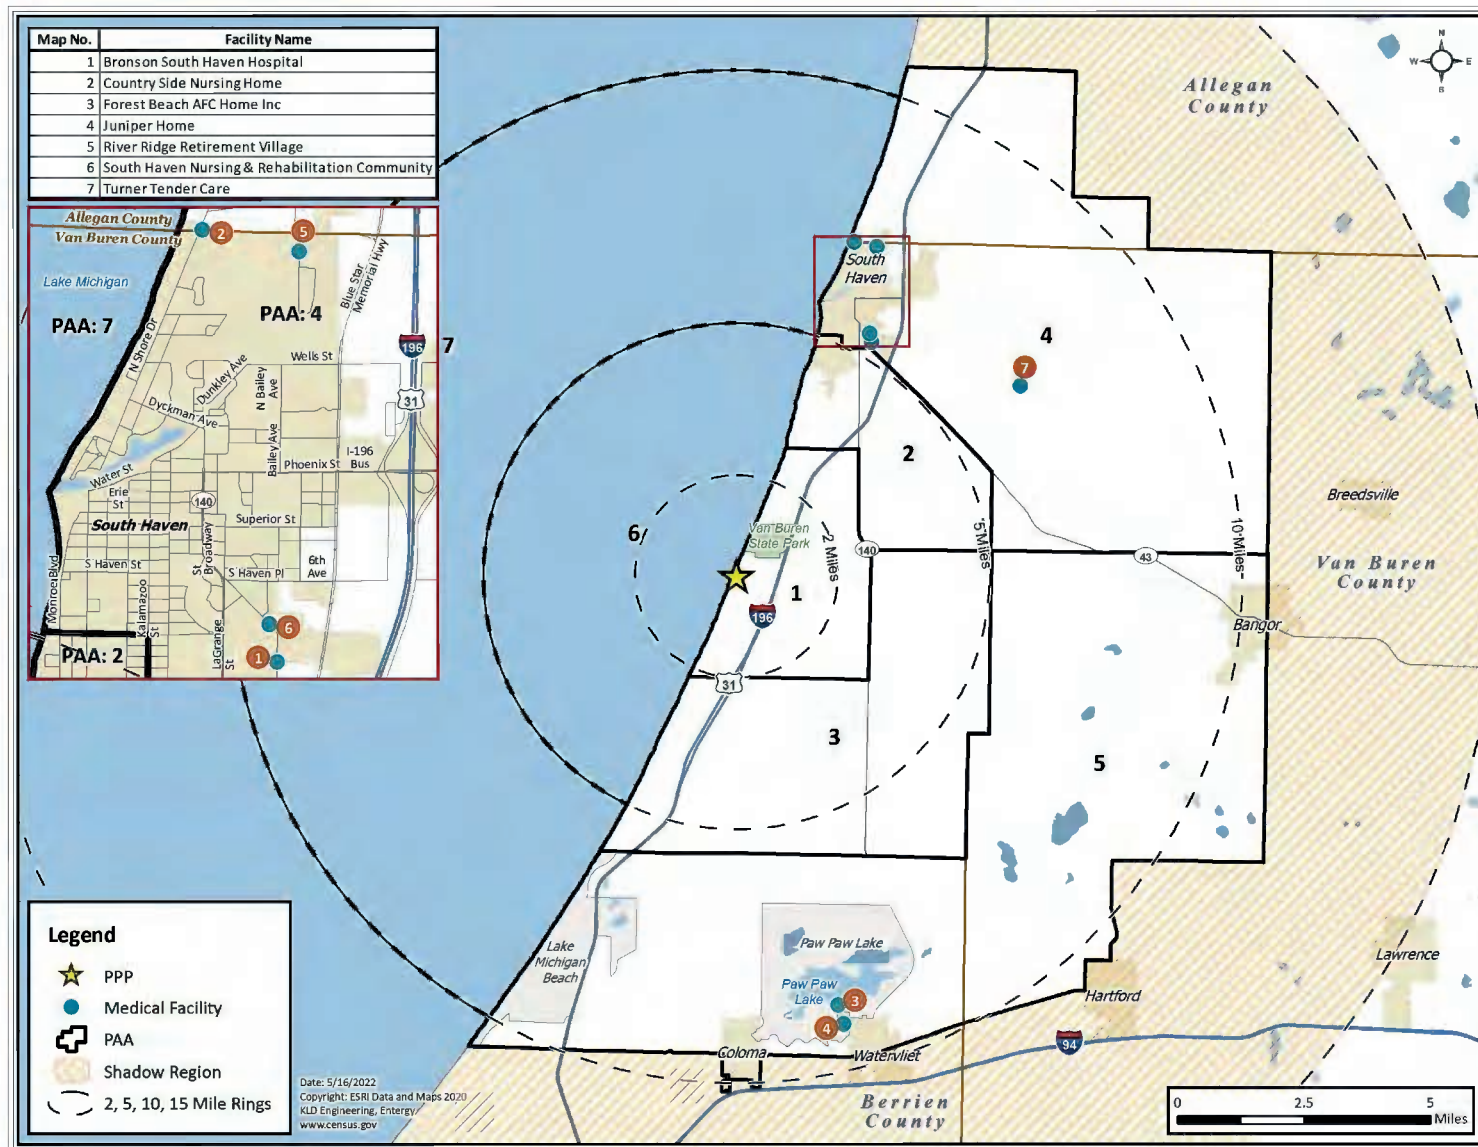 Map No. Facility Name
1 Bronson South Haven Hospital
2 Country Side Nursing Home
3 Forest Beach AFC Home Inc
4 Juniper Home
5 River Ridge Retirement Village
6 South Haven Nursing & Rehabilitation Community
7 Turner Tender Care
Allegan County
Van Buren County
2
5
Lake Michigan
PAA: 7
PAA: 4
Blue Star
Memorial Hwy
N Shore Dr
196
7
Wells St
Dunkley Ave
N Bailey
Ave
31
Dyckman Ave
Bailey Ave
I-196
Bus
Phoenix St
Water St
Erie
St
140
South Haven
Superior St
Broadway
St
S Haven St
S Haven Pl
6th
Ave
Monroe Blvd
Kalamazoo
St
LaGrange
St
6
1
PAA: 2
N
W
E
S
Allegan
County
South
Haven
4
7
2
Breedsville
6
Van Buren
State Park
2 Miles
5 Miles
10 Miles
140
43
Van Buren
County
1
196
Bangor
31
3
5
Lake
Michigan
Beach
Paw Paw Lake
Paw Paw
Lake
3
4
Lawrence
Hartford
94
Coloma
Watervliet
Berrien
County
Legend
PPP
Medical Facility
PAA
Shadow Region
2, 5, 10, 15 Mile Rings
Date: 5/16/2022
Copyright: ESRI Data and Maps 2020
KLD Engineering, Entergy
www.census.gov
0 2.5 5
Miles